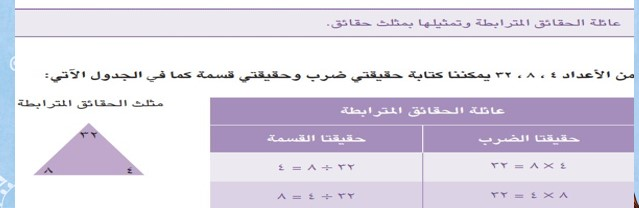 عائلة الحقائق المترابطة وتمثيلها بمثلث حقائق.
من الأعداد ٤ ، ٨ ، ٣٢ يمكننا كتابة حقيقتي ضرب وحقيقتي قسمة كما في الجدول الآتي:
عائلة الحقائق المترابطة
حقيقتا الضرب
حقيقتا القسمة
٤ × ٨ = ٣٢
٣٢ ÷ ٨ = ٤
٨ × ٤ = ٣٢
٣٢ ÷ ٤ = ٨
مثلث الحقائق المترابطة
٣٢
٤
٨